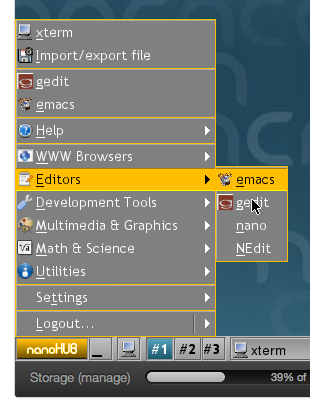 xterm
Import/export file
gedit
emacs
Help
WWW Browsers
Editors
emacs
Development Tools
gedit
Multimedia & Graphics
nano
Math & Science
NEdit
Utilities
Settings
Logout...
nanoHUB _ #1 #2 #3 xterm
Storage (manage) 39% of